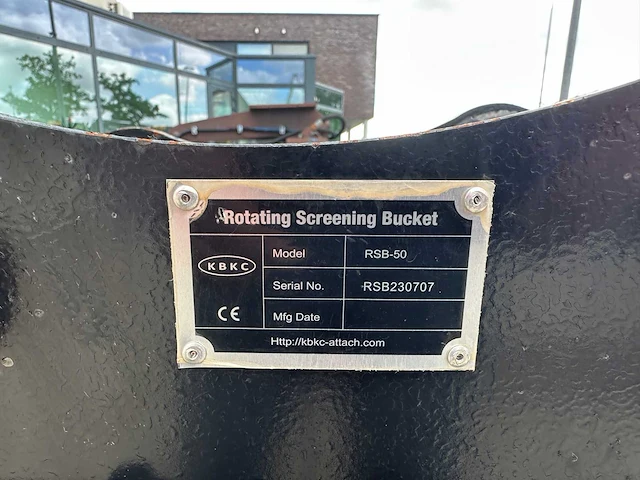 Rotating Screening Bucket
KBKC
CE
Model RSB-50
Serial No. RSB230707
Mfg Date
Http://kbkc-attach.com